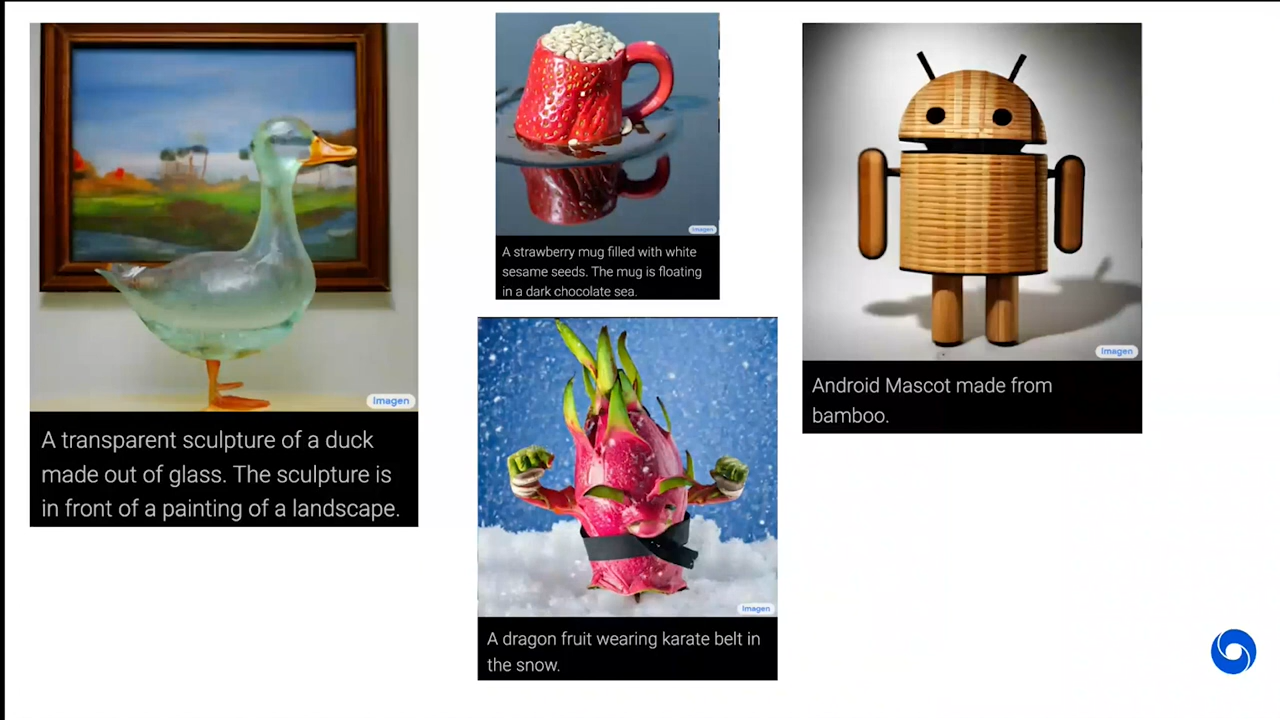 Imagen
A transparent sculpture of a duck
made out of glass. The sculpture is
in front of a painting of a landscape.
Imagen
A strawberry mug filled with white
sesame seeds. The mug is floating
in a dark chocolate sea.
Imagen
A dragon fruit wearing karate belt in
the snow.
Imagen
Android Mascot made from
bamboo.